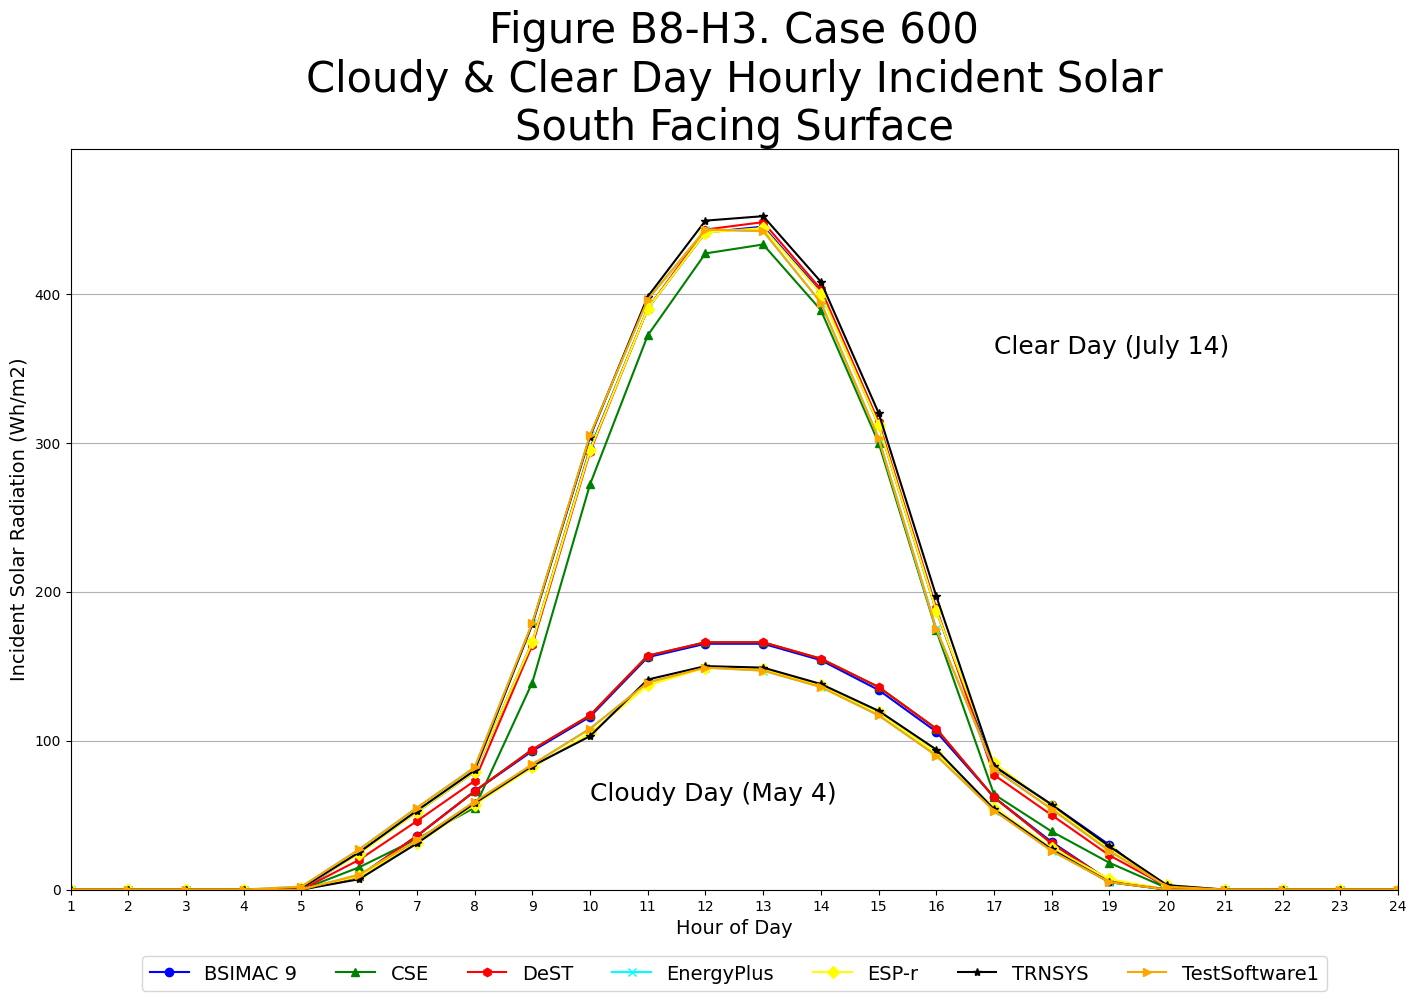 Figure B8-H3. Case 600
Cloudy & Clear Day Hourly Incident Solar
South Facing Surface
Incident Solar Radiation (Wh/m2)
400
300
200
100
0
Clear Day (July 14)
Cloudy Day (May 4)
1 2 3 4 5 6 7 8 9 10 11 12 13 14 15 16 17 18 19 20 21 22 23 24
Hour of Day
BSIMAC 9 CSE DeST EnergyPlus ESP-r TRNSYS TestSoftware1